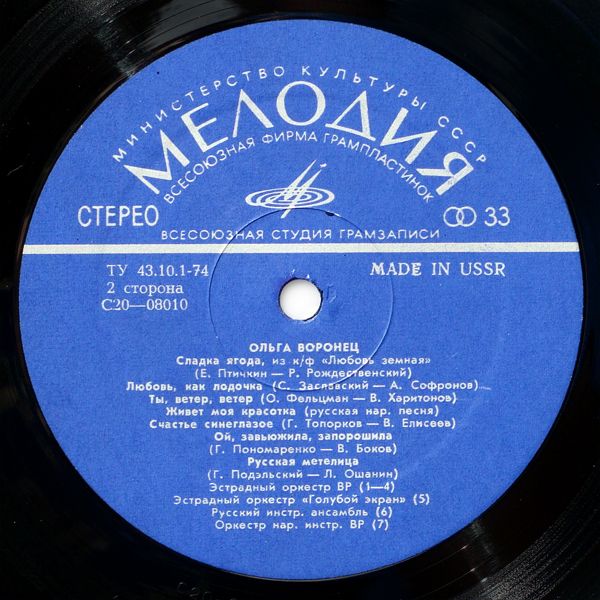 МИНИСТЕРСТВО КУЛЬТУРЫ СССР
МЕЛОДИЯ
ВСЕСОЮЗНАЯ ФИРМА ГРАМПЛАСТИНОК
СТЕРЕО
33
ВСЕСОЮЗНАЯ СТУДИЯ ГРАМЗАПИСИ
ТУ 43.10.1-74
MADE IN USSR
2 сторона
С20—08010
ОЛЬГА ВОРОНЕЦ
Сладка ягода, из к/ф «Любовь земная»
(Е. Птичкин — Р. Рождественский)
Любовь, как лодочка (С. Заславский — А. Софронов)
Ты, ветер, ветер (О. Фельцман — В. Харитонов)
Живет моя красотка (русская нар. песня)
Счастье синеглазое (Г. Топорков — В. Елисеев)
Ой, завьюжила, запорошила
(Г. Пономаренко — В. Боков)
Русская метелица
(Г. Подэльский — Л. Ошанин)
Эстрадный оркестр ВР (1—4)
Эстрадный оркестр «Голубой экран» (5)
Русский инстр. ансамбль (6)
Оркестр нар. инстр. ВР (7)